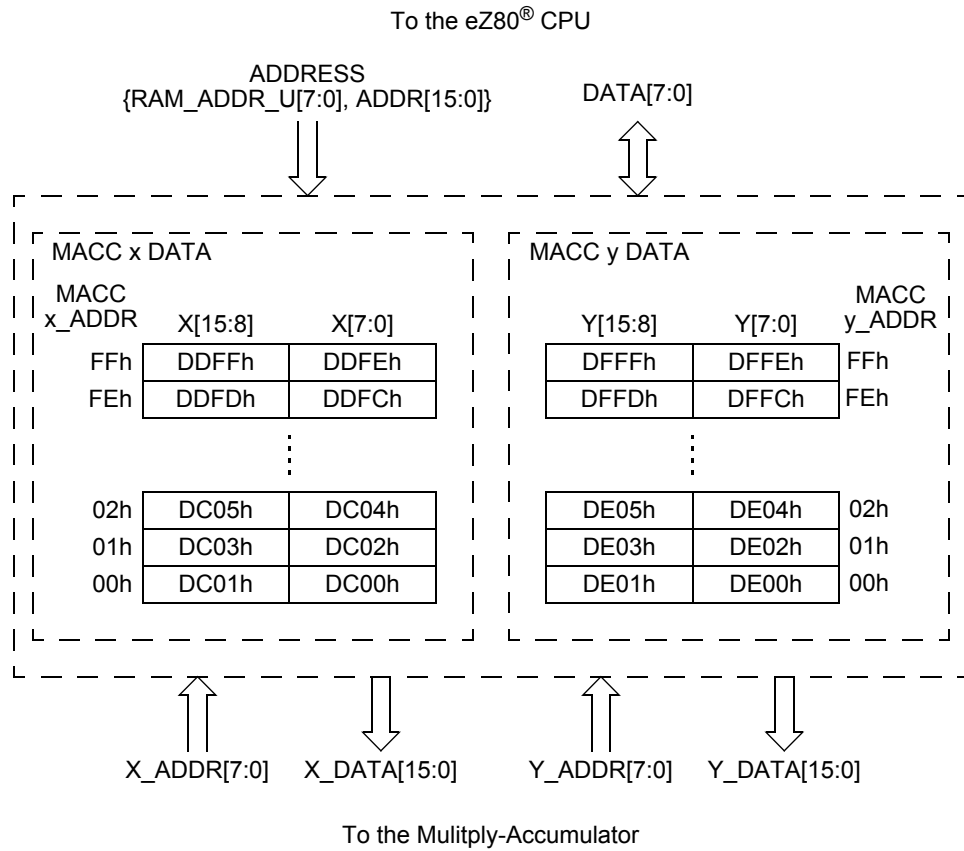 To the eZ80® CPU
ADDRESS
{RAM_ADDR_U[7:0], ADDR[15:0]}
DATA[7:0]
MACC x DATA
MACC
x_ADDR
X[15:8] X[7:0]
FFh DDFFh DDFEh
FEh DDFDh DDFCh
02h DC05h DC04h
01h DC03h DC02h
00h DC01h DC00h
MACC y DATA
MACC
y_ADDR
Y[15:8] Y[7:0]
DFFFh DFFEh FFh
DFFDh DFFCh FEh
DE05h DE04h 02h
DE03h DE02h 01h
DE01h DE00h 00h
X_ADDR[7:0] X_DATA[15:0] Y_ADDR[7:0] Y_DATA[15:0]
To the Mulitply-Accumulator